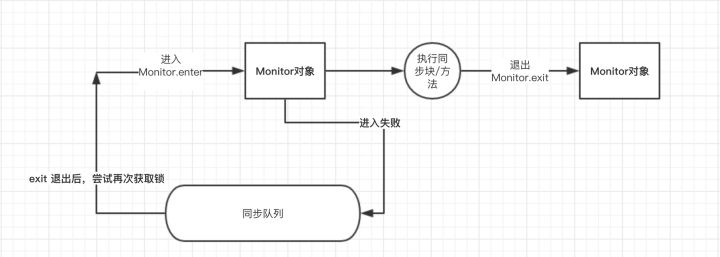 进入
Monitor.enter
Monitor对象
执行同
步块/方
法
退出
Monitor.exit
Monitor对象
进入失败
exit 退出后，尝试再次获取锁
同步队列